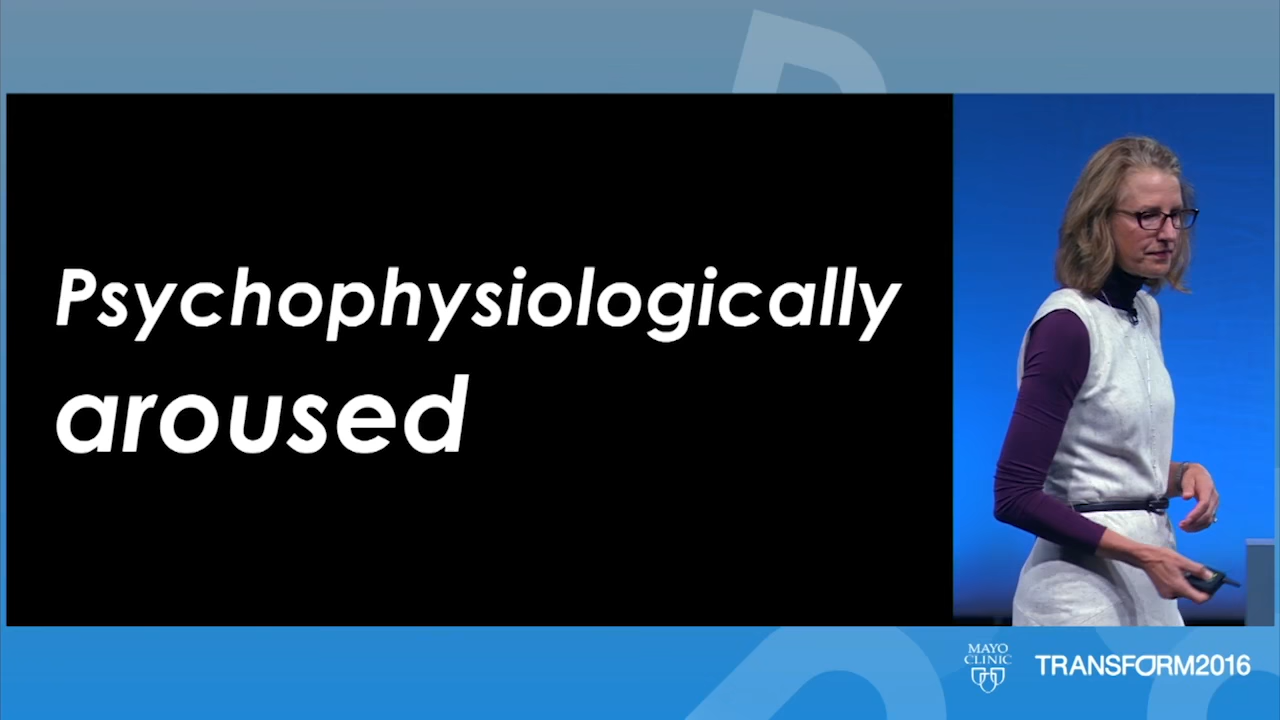 Psychophysiologically
aroused
MAYO
CLINIC
TRANSFORM2016